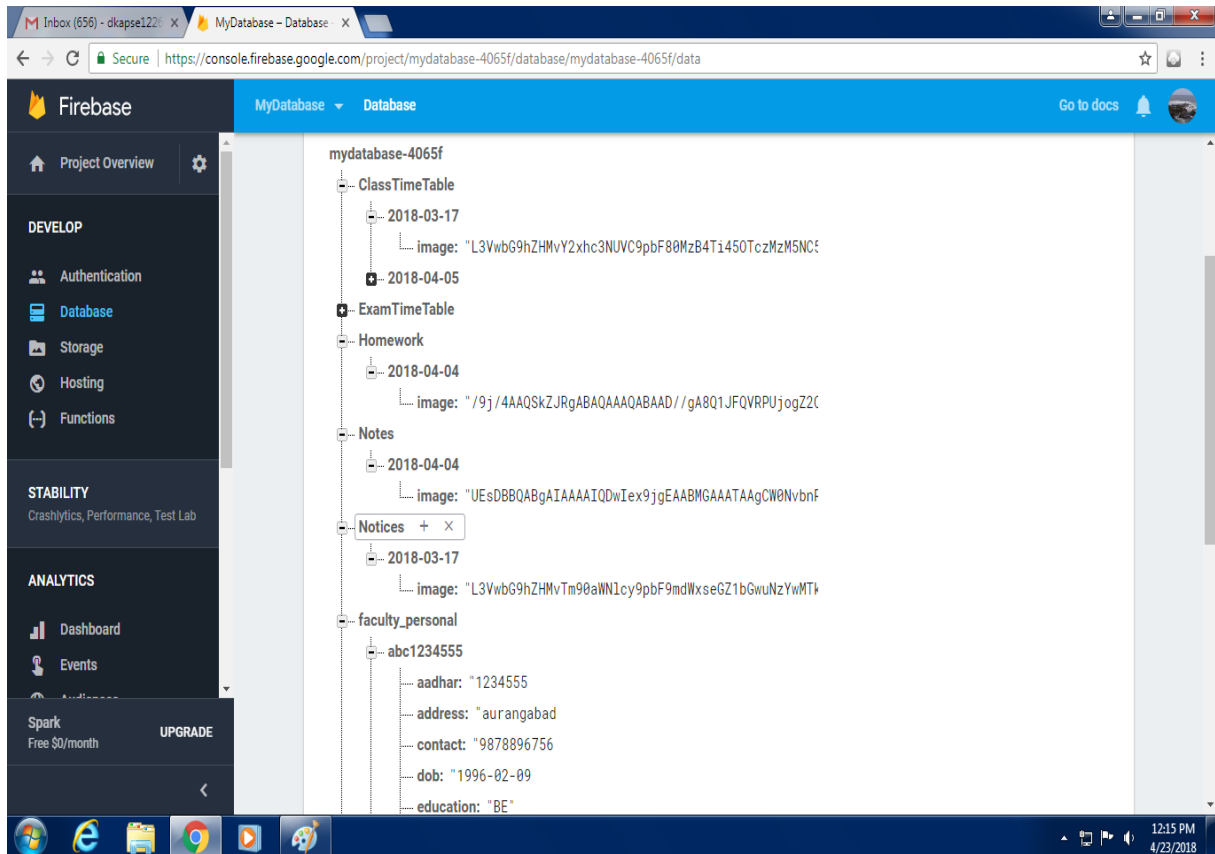 Inbox (656) - dkapse1226
MyDatabase – Database -
Secure | https://console.firebase.google.com/project/mydatabase-4065f/database/mydatabase-4065f/data
Firebase
MyDatabase Database Go to docs
Project Overview
DEVELOP
Authentication
Database
Storage
Hosting
Functions
STABILITY
Crashlytics, Performance, Test Lab
ANALYTICS
Dashboard
Events
Spark
Free $0/month
UPGRADE
mydatabase-4065f
ClassTimeTable
2018-03-17
image: "L3VwbG9hZHMvY2xhc3NUVC9pbF80MzB4Ti45OTczMzM5NC5
2018-04-05
ExamTimeTable
Homework
2018-04-04
image: "/9j/4AAQSkZJRgABAQAAAQABAAD//gA8Q1JFQVRPUjogZ2Q
Notes
2018-04-04
image: "UEsDBBQABgAIAAAAIQDwIex9jgEAABMGAAATAAgCW0NvbnR
Notices + ×
2018-03-17
image: "L3VwbG9hZHMvTm90aWNlcy9pbF9mdWxseGZ1bGwuNzYwMTk
faculty_personal
abc1234555
aadhar: "1234555
address: "aurangabad
contact: "9878896756
dob: "1996-02-09
education: "BE"
12:15 PM
4/23/2018